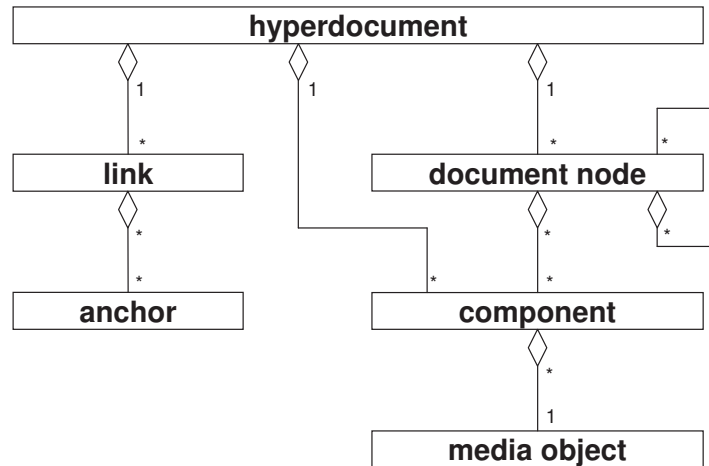 hyperdocument
1 1 1
* * *
link document node
* * *
* *
* 
anchor component
*
1
media object